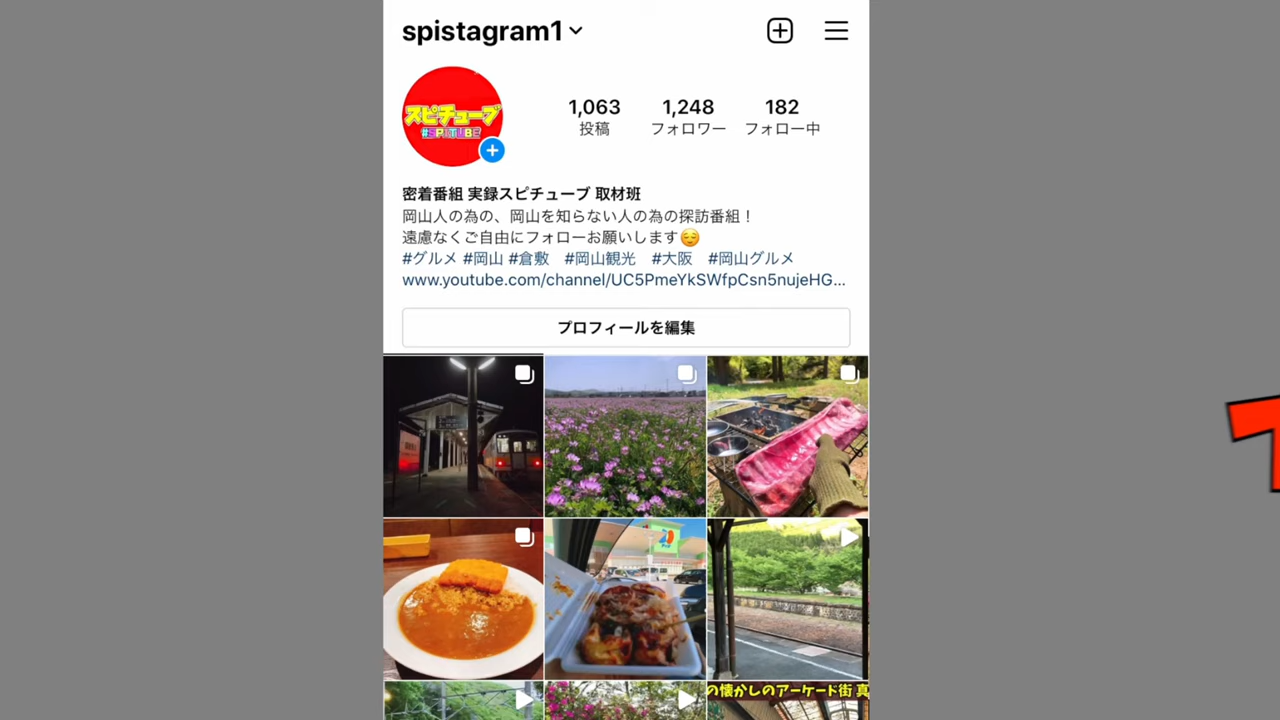 spistagram1
スピチューブ
#SPITUBE
1,063
投稿
1,248
フォロワー
182
フォロー中
密着番組 実録スピチューブ 取材班
岡山人の為の、岡山を知らない人の為の探訪番組！
遠慮なくご自由にフォローお願いします😌
#グルメ #岡山 #倉敷　#岡山観光　#大阪　#岡山グルメ
www.youtube.com/channel/UC5PmeYkSWfpCsn5nujeHG...
プロフィールを編集
の懐かしのアーケード街 真